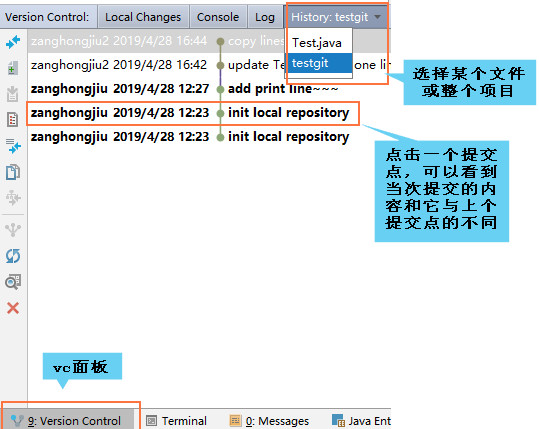 Version Control: Local Changes Console Log History: testgit
zanghongjiu2 2019/4/28 16:44 copy lines
Test.java
testgit
zanghongjiu2 2019/4/28 16:42 update Te one lin
zanghongjiu 2019/4/28 12:27 add print line~~~
zanghongjiu 2019/4/28 12:23 init local repository
zanghongjiu 2019/4/28 12:23 init local repository
选择某个文件
或整个项目
点击一个提交
点，可以看到
当次提交的内
容和它与上个
提交点的不同
vc面板
9: Version Control Terminal 0: Messages Java Ent